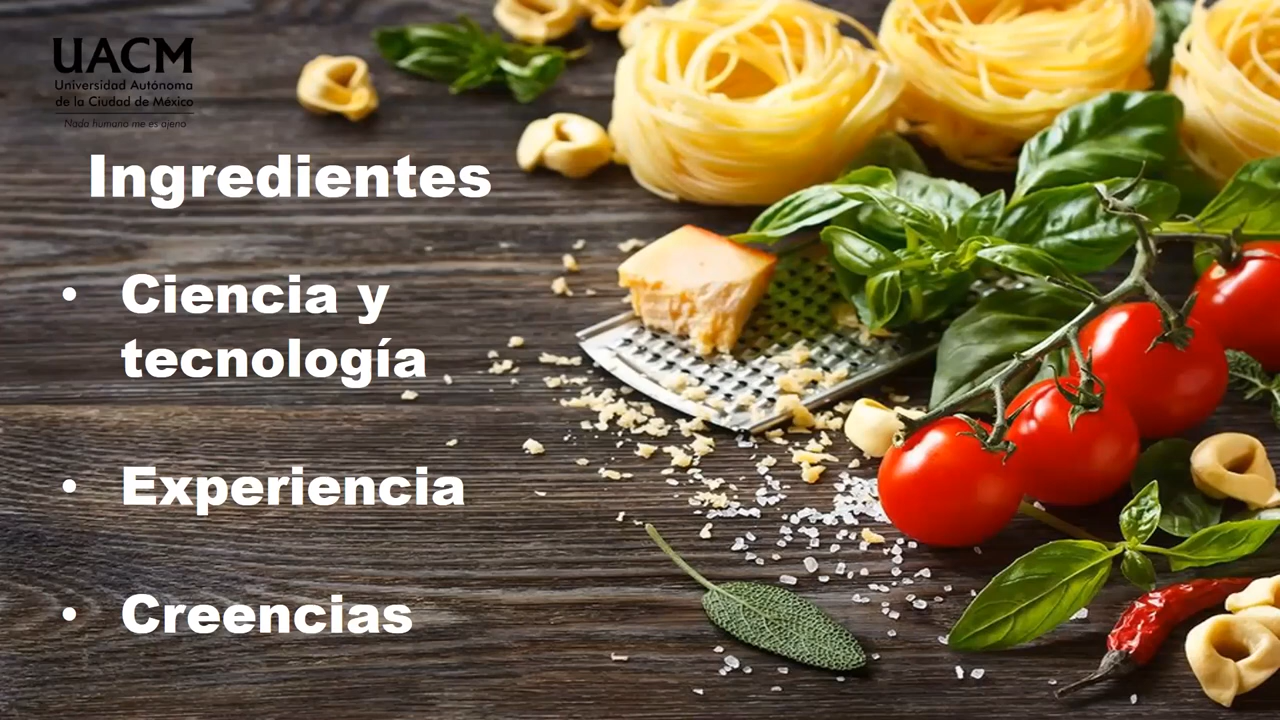 UACM
Universidad Autónoma
de la Ciudad de México
Nada humano me es ajeno
Ingredientes
• Ciencia y
tecnología
• Experiencia
• Creencias